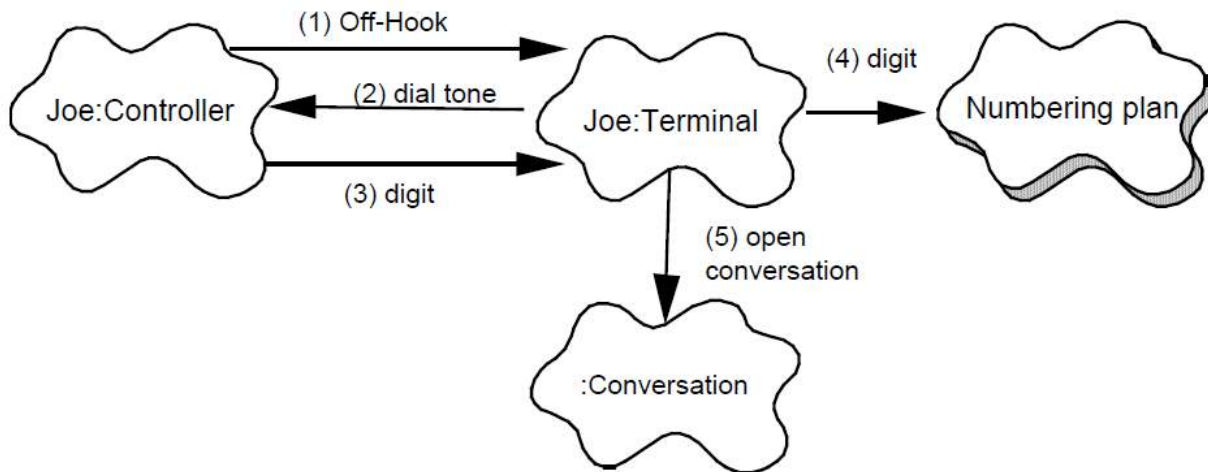 (1) Off-Hook
(4) digit
Joe:Controller
(2) dial tone
Joe:Terminal
Numbering plan
(3) digit
(5) open
conversation
:Conversation